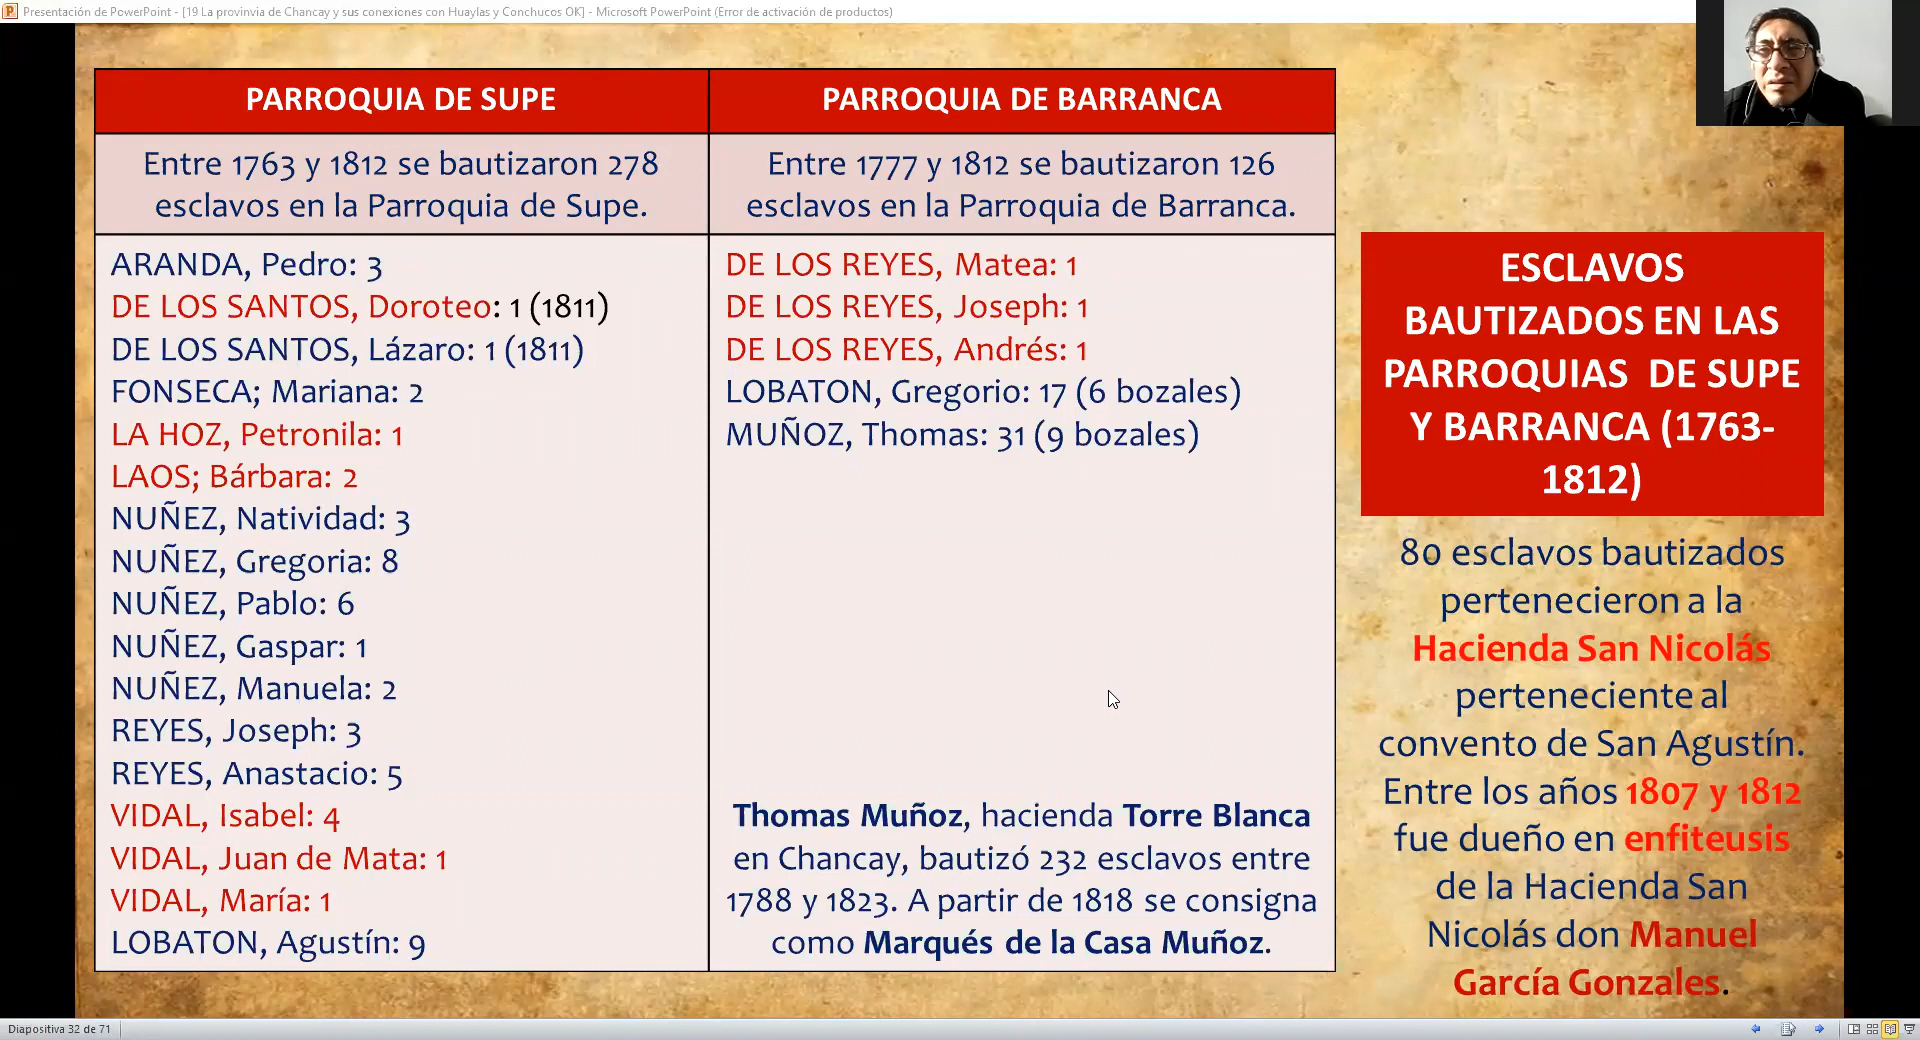 Presentación de PowerPoint - [19 La provinvia de Chancay y sus conexiones con Huaylas y Conchucos OK] - Microsoft PowerPoint (Error de activación de productos)
PARROQUIA DE SUPE
Entre 1763 y 1812 se bautizaron 278
esclavos en la Parroquia de Supe.
ARANDA, Pedro: 3
DE LOS SANTOS, Doroteo: 1 (1811)
DE LOS SANTOS, Lázaro: 1 (1811)
FONSECA; Mariana: 2
LA HOZ, Petronila: 1
LAOS; Bárbara: 2
NUÑEZ, Natividad: 3
NUÑEZ, Gregoria: 8
NUÑEZ, Pablo: 6
NUÑEZ, Gaspar: 1
NUÑEZ, Manuela: 2
REYES, Joseph: 3
REYES, Anastacio: 5
VIDAL, Isabel: 4
VIDAL, Juan de Mata: 1
VIDAL, María: 1
LOBATON, Agustín: 9
PARROQUIA DE BARRANCA
Entre 1777 y 1812 se bautizaron 126
esclavos en la Parroquia de Barranca.
DE LOS REYES, Matea: 1
DE LOS REYES, Joseph: 1
DE LOS REYES, Andrés: 1
LOBATON, Gregorio: 17 (6 bozales)
MUÑOZ, Thomas: 31 (9 bozales)
Thomas Muñoz, hacienda Torre Blanca
en Chancay, bautizó 232 esclavos entre
1788 y 1823. A partir de 1818 se consigna
como Marqués de la Casa Muñoz.
ESCLAVOS
BAUTIZADOS EN LAS
PARROQUIAS DE SUPE
Y BARRANCA (1763-
1812)
80 esclavos bautizados
pertenecieron a la
Hacienda San Nicolás
perteneciente al
convento de San Agustín.
Entre los años 1807 y 1812
fue dueño en enfiteusis
de la Hacienda San
Nicolás don Manuel
García Gonzales.
Diapositiva 32 de 71